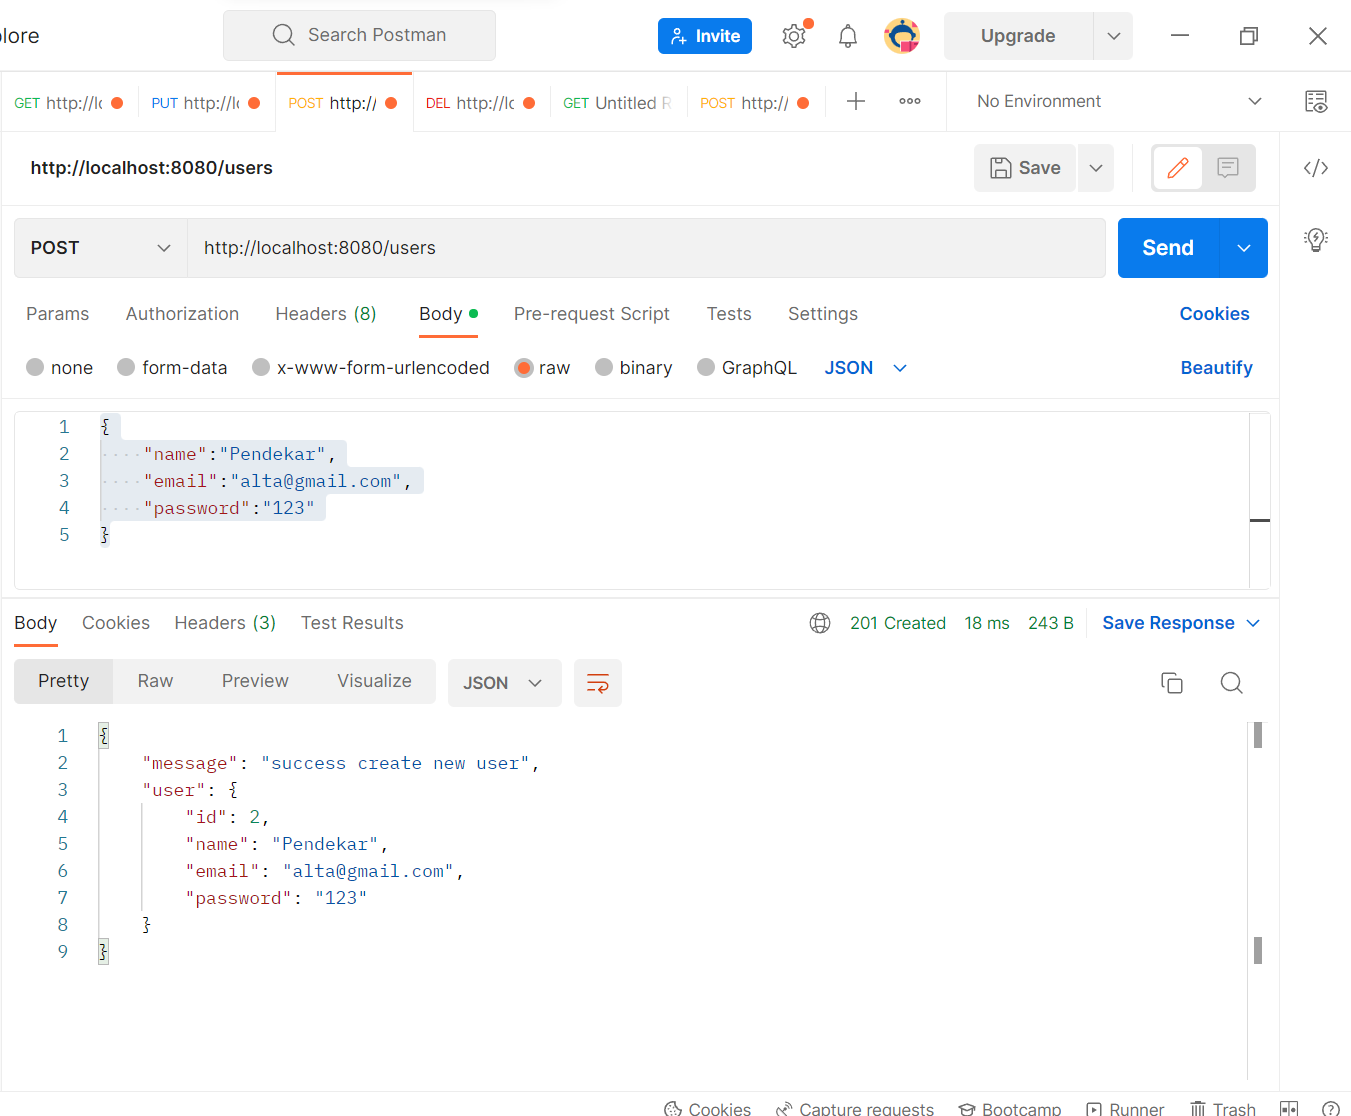 lore
Search Postman
Invite
Upgrade
GET http://lc
PUT http://lc
POST http://
DEL http://lc
GET Untitled R
POST http://
No Environment
http://localhost:8080/users
Save
POST
http://localhost:8080/users
Send
Params Authorization Headers (8) Body Pre-request Script Tests Settings Cookies
none form-data x-www-form-urlencoded raw binary GraphQL JSON Beautify
1 {
2 "name":"Pendekar",
3 "email":"alta@gmail.com",
4 "password":"123"
5 }
Body Cookies Headers (3) Test Results 201 Created 18 ms 243 B Save Response
Pretty Raw Preview Visualize JSON
1 {
2 "message": "success create new user",
3 "user": {
4 "id": 2,
5 "name": "Pendekar",
6 "email": "alta@gmail.com",
7 "password": "123"
8 }
9 }
Cookies Capture requests Bootcamp Runner Trash